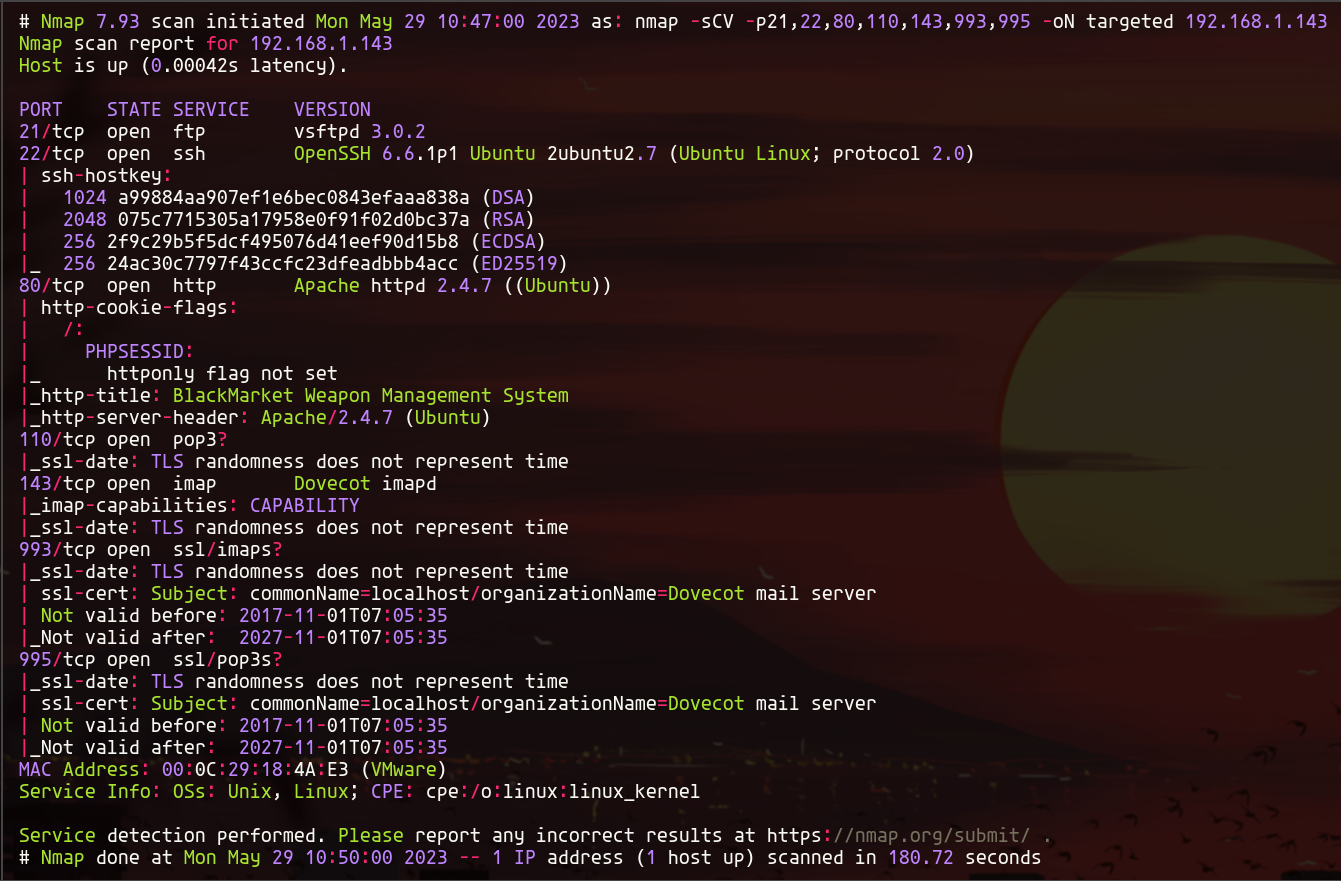 # Nmap 7.93 scan initiated Mon May 29 10:47:00 2023 as: nmap -sCV -p21,22,80,110,143,993,995 -oN targeted 192.168.1.143
Nmap scan report for 192.168.1.143
Host is up (0.00042s latency).
PORT    STATE SERVICE    VERSION
21/tcp  open  ftp        vsftpd 3.0.2
22/tcp  open  ssh        OpenSSH 6.6.1p1 Ubuntu 2ubuntu2.7 (Ubuntu Linux; protocol 2.0)
| ssh-hostkey:
|   1024 a99884aa907ef1e6bec0843efaaa838a (DSA)
|   2048 075c7715305a17958e0f91f02d0bc37a (RSA)
|   256 2f9c29b5f5dcf495076d41eef90d15b8 (ECDSA)
|_  256 24ac30c7797f43ccfc23dfeadbbb4acc (ED25519)
80/tcp  open  http       Apache httpd 2.4.7 ((Ubuntu))
| http-cookie-flags:
|   /:
|     PHPSESSID:
|_      httponly flag not set
|_http-title: BlackMarket Weapon Management System
|_http-server-header: Apache/2.4.7 (Ubuntu)
110/tcp open  pop3?
|_ssl-date: TLS randomness does not represent time
143/tcp open  imap       Dovecot imapd
|_imap-capabilities: CAPABILITY
|_ssl-date: TLS randomness does not represent time
993/tcp open  ssl/imaps?
|_ssl-date: TLS randomness does not represent time
| ssl-cert: Subject: commonName=localhost/organizationName=Dovecot mail server
| Not valid before: 2017-11-01T07:05:35
|_Not valid after:  2027-11-01T07:05:35
995/tcp open  ssl/pop3s?
|_ssl-date: TLS randomness does not represent time
| ssl-cert: Subject: commonName=localhost/organizationName=Dovecot mail server
| Not valid before: 2017-11-01T07:05:35
|_Not valid after:  2027-11-01T07:05:35
MAC Address: 00:0C:29:18:4A:E3 (VMware)
Service Info: OSs: Unix, Linux; CPE: cpe:/o:linux:linux_kernel
Service detection performed. Please report any incorrect results at https://nmap.org/submit/ .
# Nmap done at Mon May 29 10:50:00 2023 -- 1 IP address (1 host up) scanned in 180.72 seconds